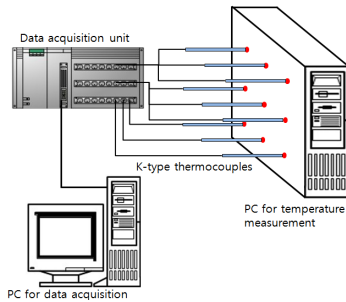 Data acquisition unit
K-type thermocouples
PC for temperature
measurement
PC for data acquisition